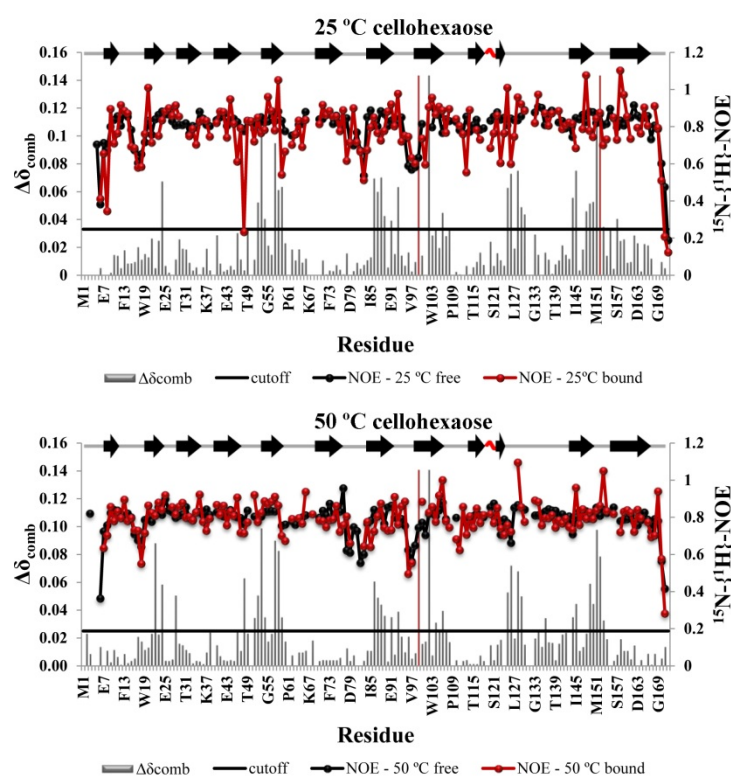 25 ºC cellohexaose
0.16
0.14
0.12
0.1
0.08
0.06
0.04
0.02
0
Δδcomb
1.2
1
0.8
0.6
0.4
0.2
0
15N-{1H}-NOE
M1 E7 F13 W19 E25 T31 K37 E43 T49 G55 P61 K67 F73 D79 I85 E91 V97 W103 P109 T115 S121 L127 G133 T139 I145 M151 S157 D163 G169
Residue
Δδcomb cutoff NOE - 25 ºC free NOE - 25ºC bound
50 ºC cellohexaose
0.16
0.14
0.12
0.10
0.08
0.06
0.04
0.02
0.00
Δδcomb
1.2
1
0.8
0.6
0.4
0.2
0
15N-{1H}-NOE
M1 E7 F13 W19 E25 T31 K37 E43 T49 G55 P61 K67 F73 D79 I85 E91 V97 W103 P109 T115 S121 L127 G133 T139 I145 M151 S157 D163 G169
Residue
Δδcomb cutoff NOE - 50 ºC free NOE - 50 ºC bound